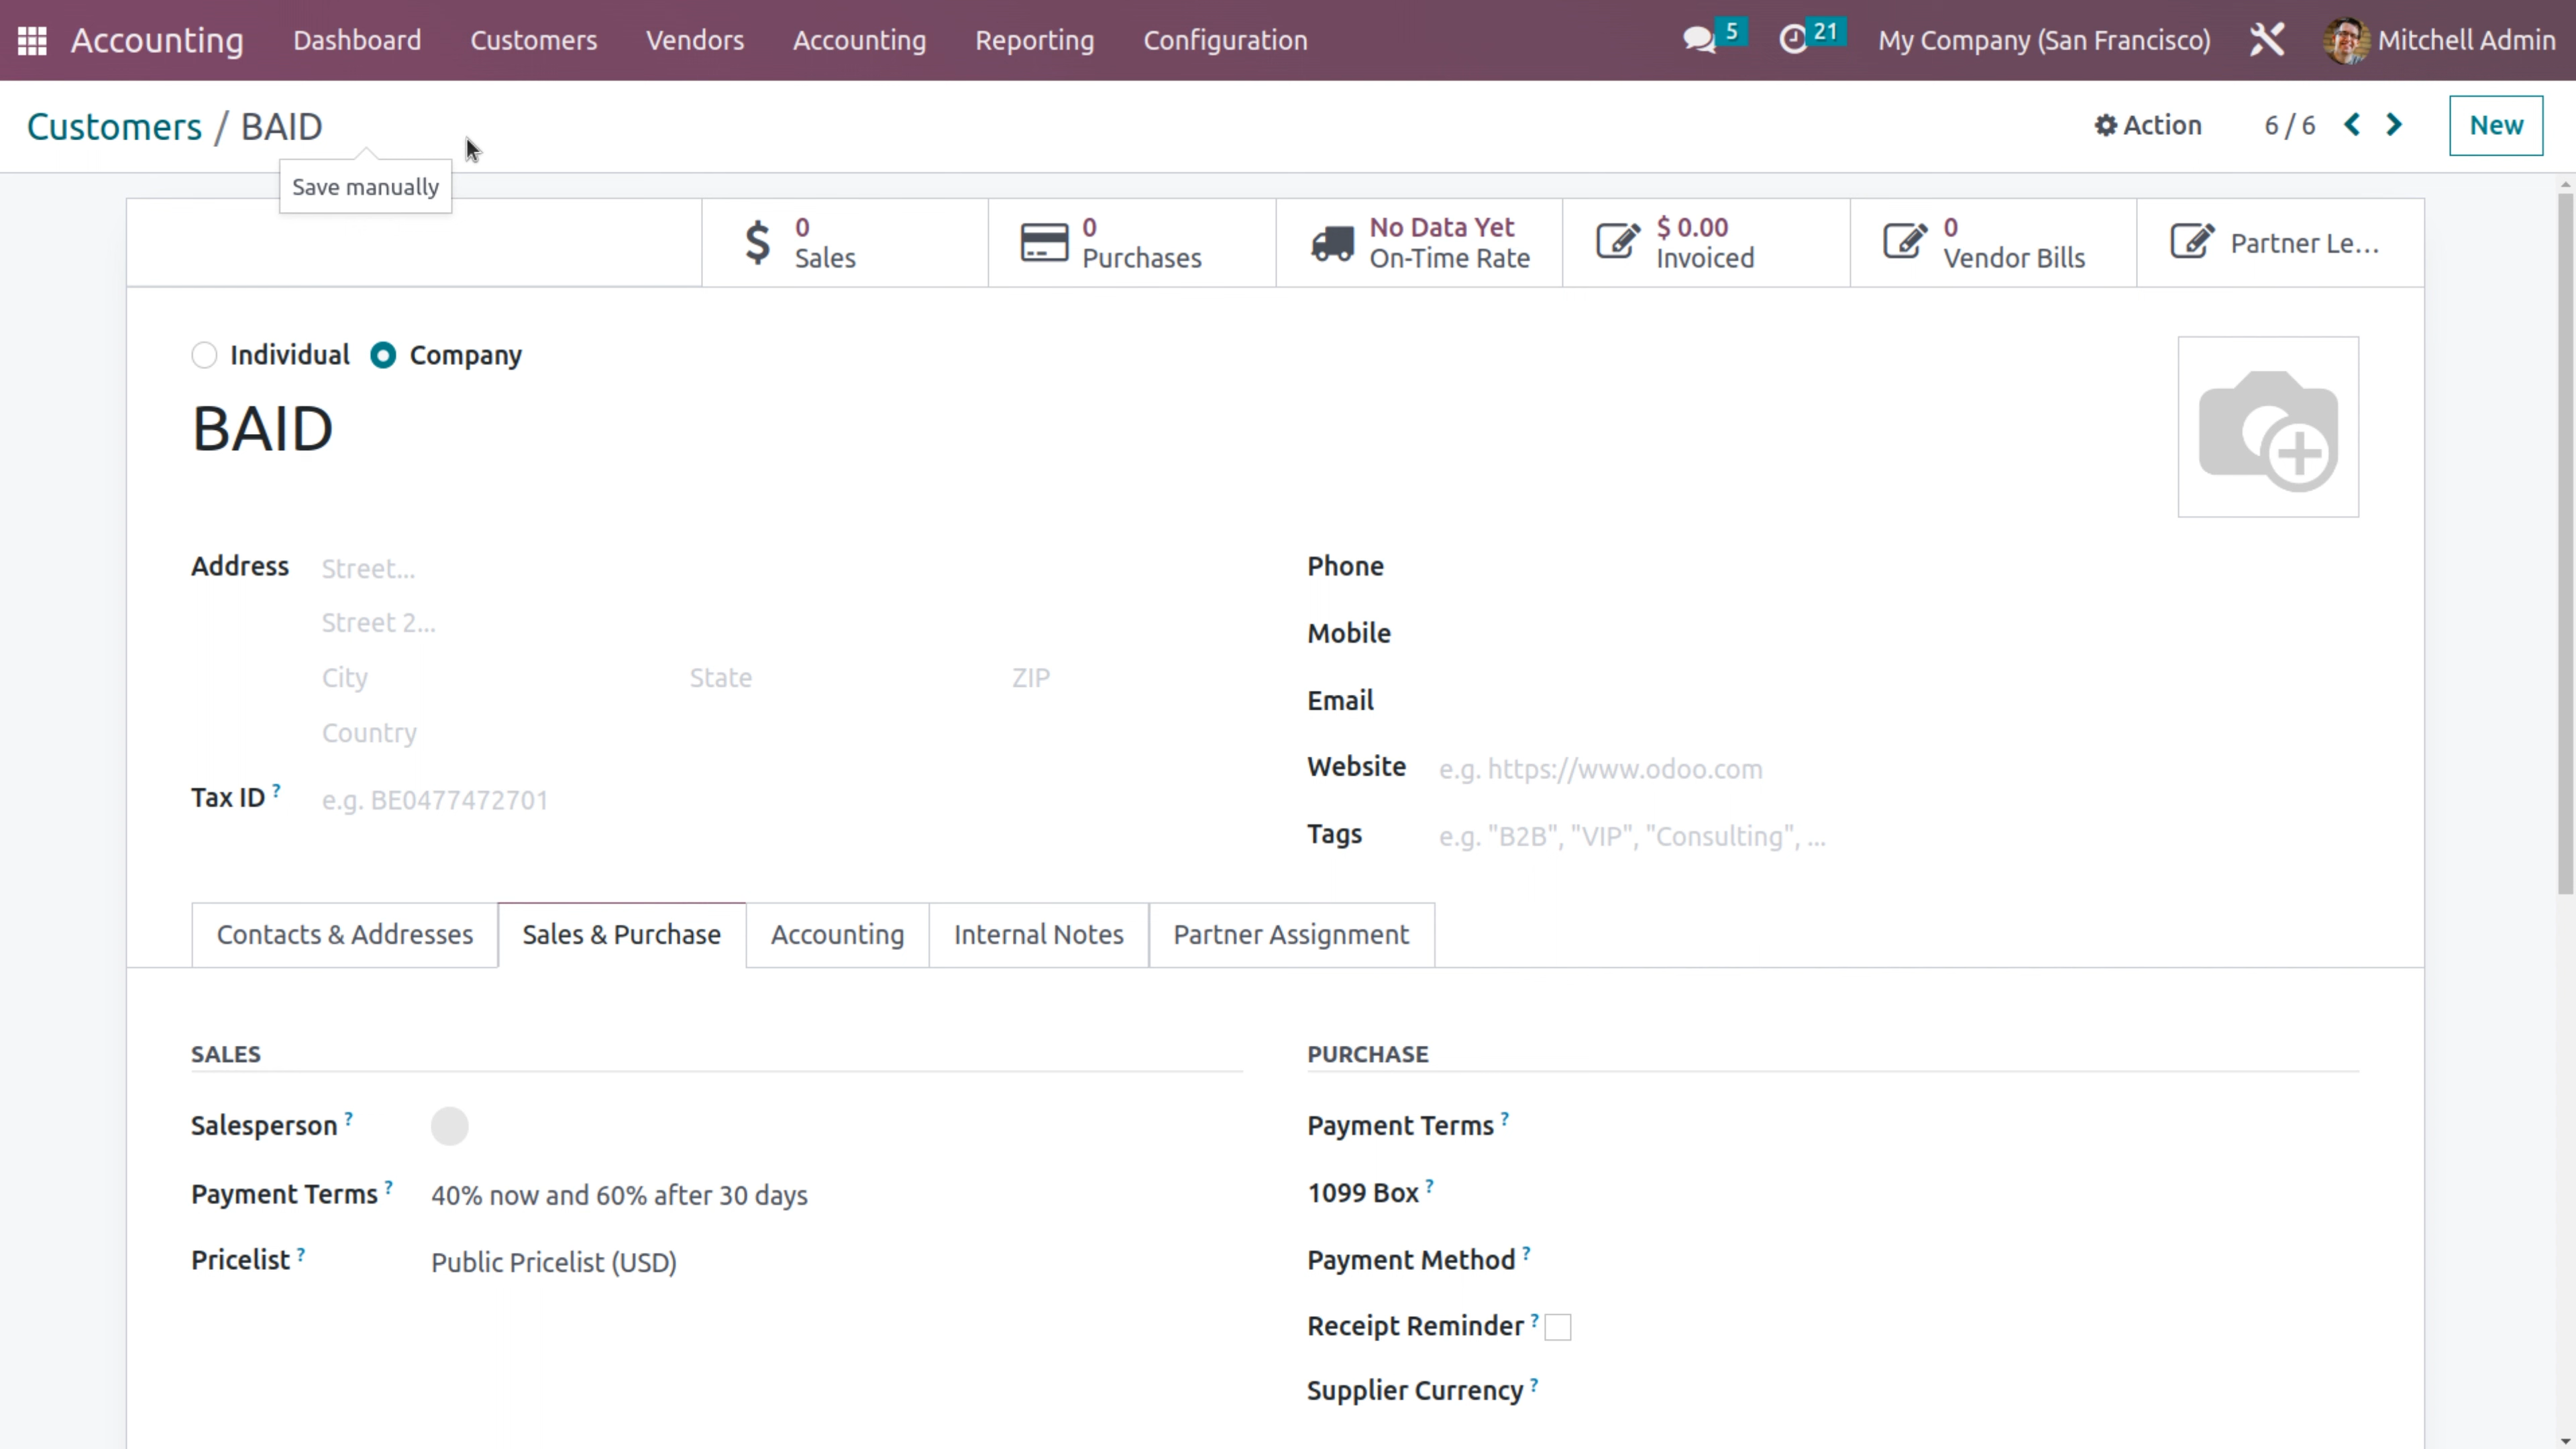 Accounting Dashboard Customers Vendors Accounting Reporting Configuration 5 21 My Company (San Francisco) Mitchell Admin
Customers / BAID Action 6 / 6 New
Save manually
0 Sales
0 Purchases
No Data Yet On-Time Rate
$ 0.00 Invoiced
0 Vendor Bills
Partner Le...
Individual Company
BAID
Address Street...
Street 2...
City State ZIP
Country
Tax ID ? e.g. BE0477472701
Phone
Mobile
Email
Website e.g. https://www.odoo.com
Tags e.g. "B2B", "VIP", "Consulting", ...
Contacts & Addresses Sales & Purchase Accounting Internal Notes Partner Assignment
SALES
Salesperson ?
Payment Terms ? 40% now and 60% after 30 days
Pricelist ? Public Pricelist (USD)
PURCHASE
Payment Terms ?
1099 Box ?
Payment Method ?
Receipt Reminder ?
Supplier Currency ?